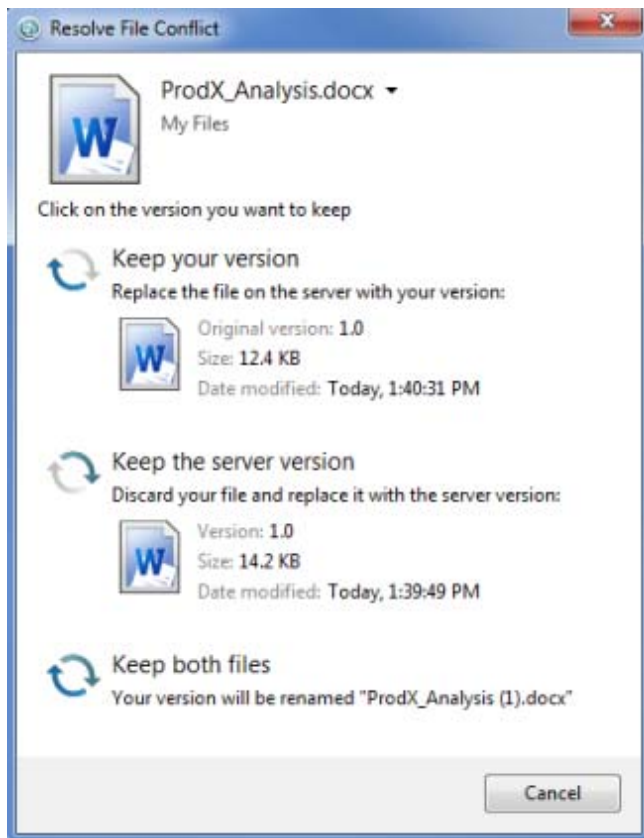 Resolve File Conflict
ProdX_Analysis.docx
My Files
Click on the version you want to keep
Keep your version
Replace the file on the server with your version:
Original version: 1.0
Size: 12.4 KB
Date modified: Today, 1:40:31 PM
Keep the server version
Discard your file and replace it with the server version:
Version: 1.0
Size: 14.2 KB
Date modified: Today, 1:39:49 PM
Keep both files
Your version will be renamed "ProdX_Analysis (1).docx"
Cancel